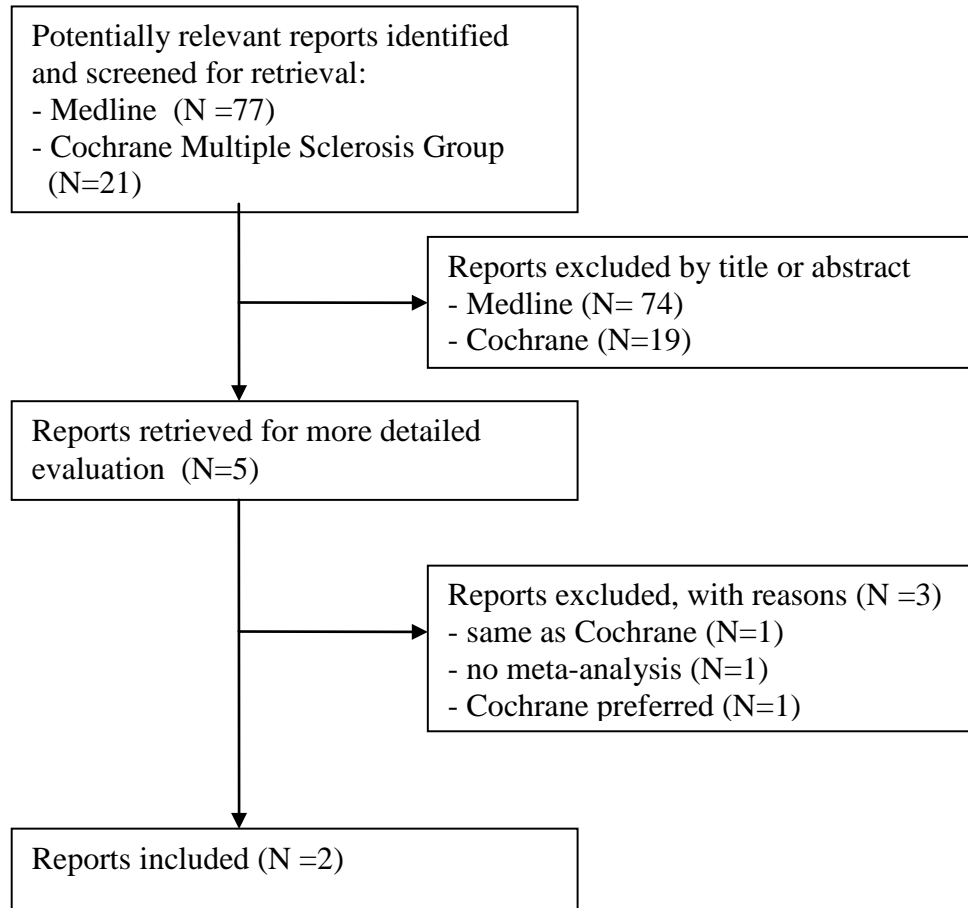 Potentially relevant reports identified
and screened for retrieval:
- Medline (N =77)
- Cochrane Multiple Sclerosis Group
(N=21)
Reports excluded by title or abstract
- Medline (N= 74)
- Cochrane (N=19)
Reports retrieved for more detailed
evaluation (N=5)
Reports excluded, with reasons (N =3)
- same as Cochrane (N=1)
- no meta-analysis (N=1)
- Cochrane preferred (N=1)
Reports included (N =2)